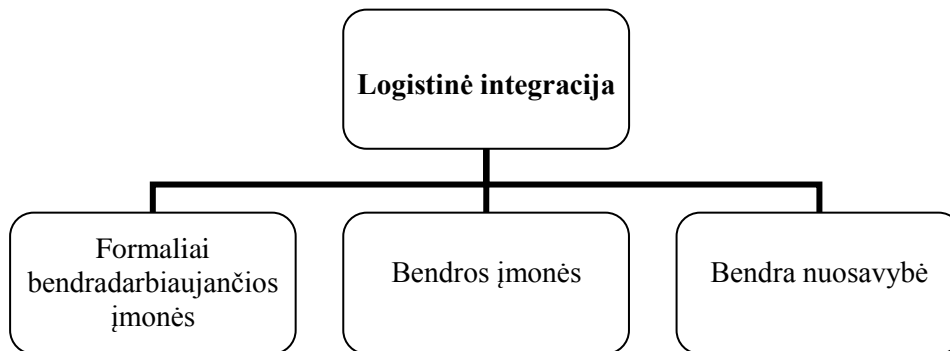 Logistinė integracija
Formaliai
bendradarbiaujančios
įmonės
Bendros įmonės
Bendra nuosavybė